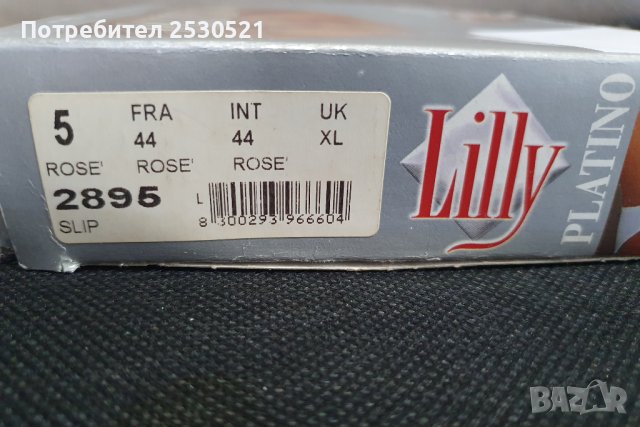 Потребител 2530521
5 FRA INT UK
44 44 XL
ROSE' ROSE' ROSE'
2895 L
SLIP 8 300293 966604
Lilly
PLATINO
BAZAR